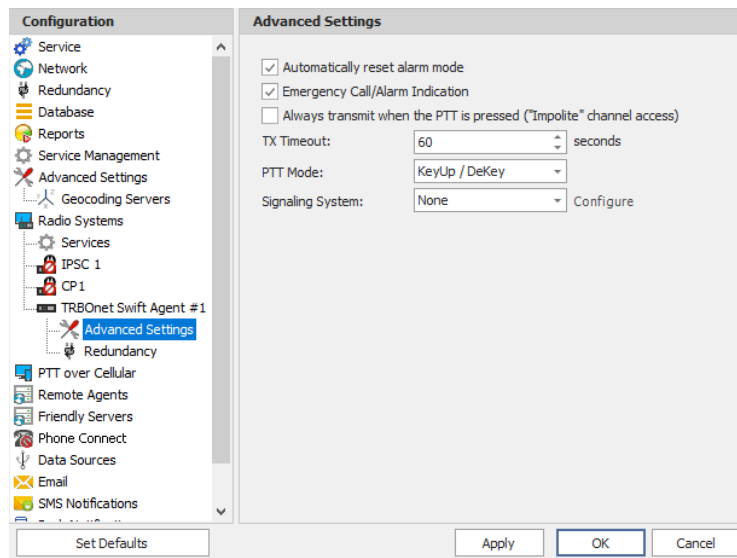 Configuration
Service
Network
Redundancy
Database
Reports
Service Management
Advanced Settings
Geocoding Servers
Radio Systems
Services
IPSC 1
CP1
TRBOnet Swift Agent #1
Advanced Settings
Redundancy
PTT over Cellular
Remote Agents
Friendly Servers
Phone Connect
Data Sources
Email
SMS Notifications
Set Defaults
Advanced Settings
Automatically reset alarm mode
Emergency Call/Alarm Indication
Always transmit when the PTT is pressed ("Impolite" channel access)
TX Timeout: 60 seconds
PTT Mode: KeyUp / DeKey
Signaling System: None Configure
Apply OK Cancel